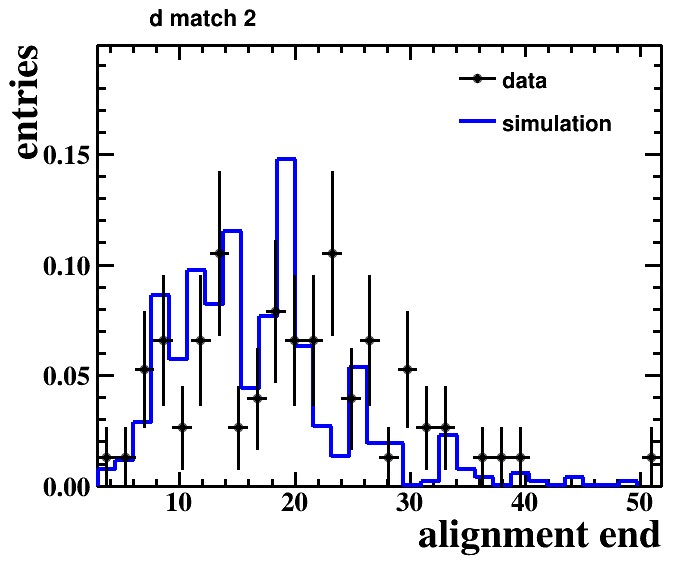 d match 2
entries
data
simulation
0.15
0.10
0.05
0.00
10
20
30
40
50
alignment end